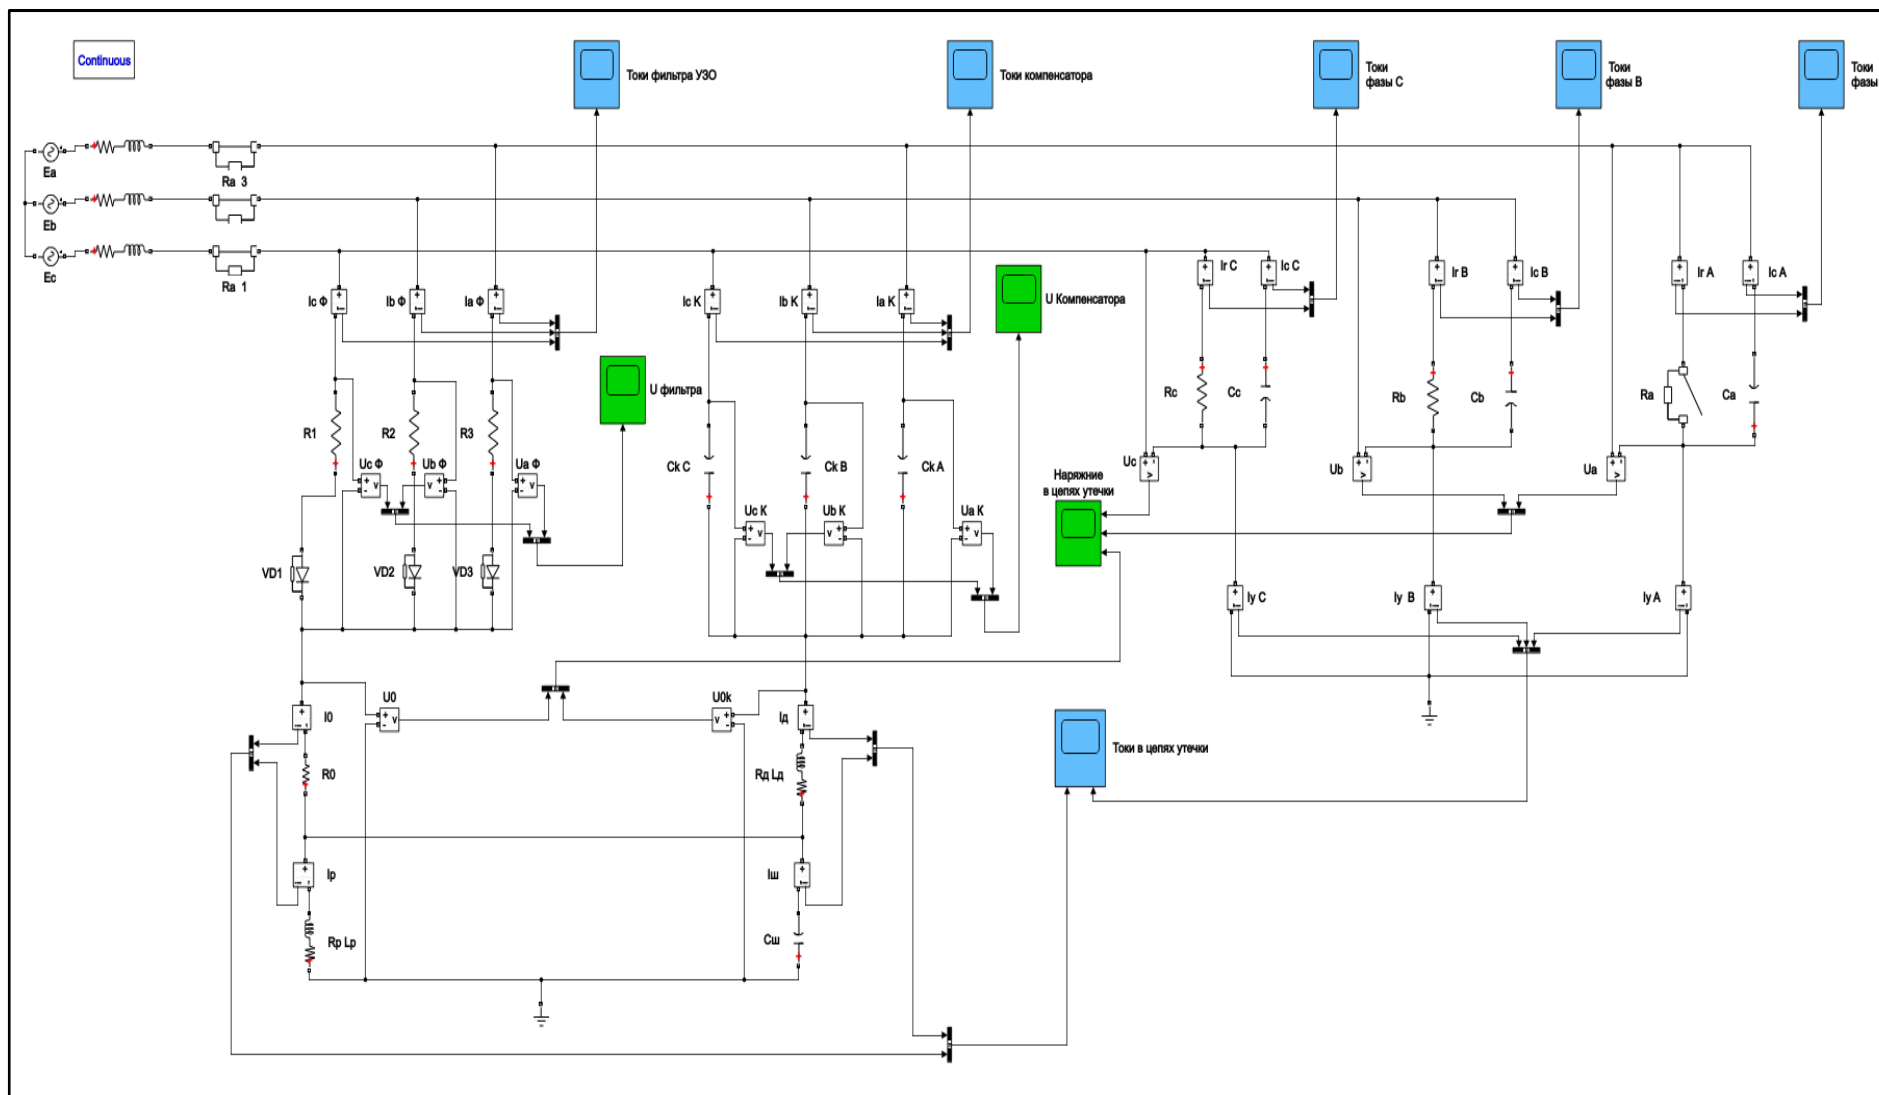 Continuous
Токи фильтра УЗО
Токи компенсатора
Токи
фазы С
Токи
фазы В
Токи
фазы
Ea
Ra 3
Eb
Ec
Ra 1
Ic Ф
Ib Ф
Ia Ф
Ic К
Ib К
Ia К
U Компенсатора
Ir C
Ic C
Ir B
Ic B
Ir A
Ic A
U фильтра
R1
R2
R3
Uc Ф
Ub Ф
Ua Ф
Ck C
Ck B
Ck A
Uc К
Ub К
Ua К
Rc
Cc
Rb
Cb
Ra
Ca
Uc
Ub
Ua
Наряжние
в цепях утечки
VD1
VD2
VD3
Iy C
Iy B
Iy A
U0
U0k
I0
Iд
R0
Rд Lд
Токи в цепях утечки
Iр
Iш
Rp Lp
Сш